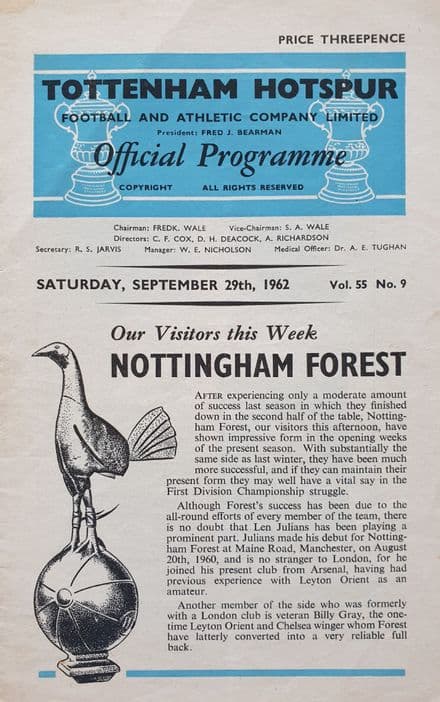 PRICE THREEPENCE
TOTTENHAM HOTSPUR
FOOTBALL AND ATHLETIC COMPANY LIMITED
President: FRED J. BEARMAN
Official Programme
COPYRIGHT ALL RIGHTS RESERVED
Chairman: FREDK. WALE Vice-Chairman: S. A. WALE
Directors: C. F. COX, D. H. DEACOCK, A. RICHARDSON
Secretary: R. S. JARVIS Manager: W. E. NICHOLSON Medical Officer: Dr. A. E. TUGHAN
SATURDAY, SEPTEMBER 29th, 1962 Vol. 55 No. 9
Our Visitors this Week
NOTTINGHAM FOREST
AFTER experiencing only a moderate amount
of success last season in which they finished
down in the second half of the table, Notting-
ham Forest, our visitors this afternoon, have
shown impressive form in the opening weeks
of the present season. With substantially the
same side as last winter, they have been much
more successful, and if they can maintain their
present form they may well have a vital say in the
First Division Championship struggle.
Although Forest's success has been due to the
all-round efforts of every member of the team, there
is no doubt that Len Julians has been playing a
prominent part. Julians made his debut for Notting-
ham Forest at Maine Road, Manchester, on August
20th, 1960, and is no stranger to London, for he
joined his present club from Arsenal, having had
previous experience with Leyton Orient as an
amateur.
Another member of the side who was formerly
with a London club is veteran Billy Gray, the one-
time Leyton Orient and Chelsea winger whom Forest
have latterly converted into a very reliable full
back.